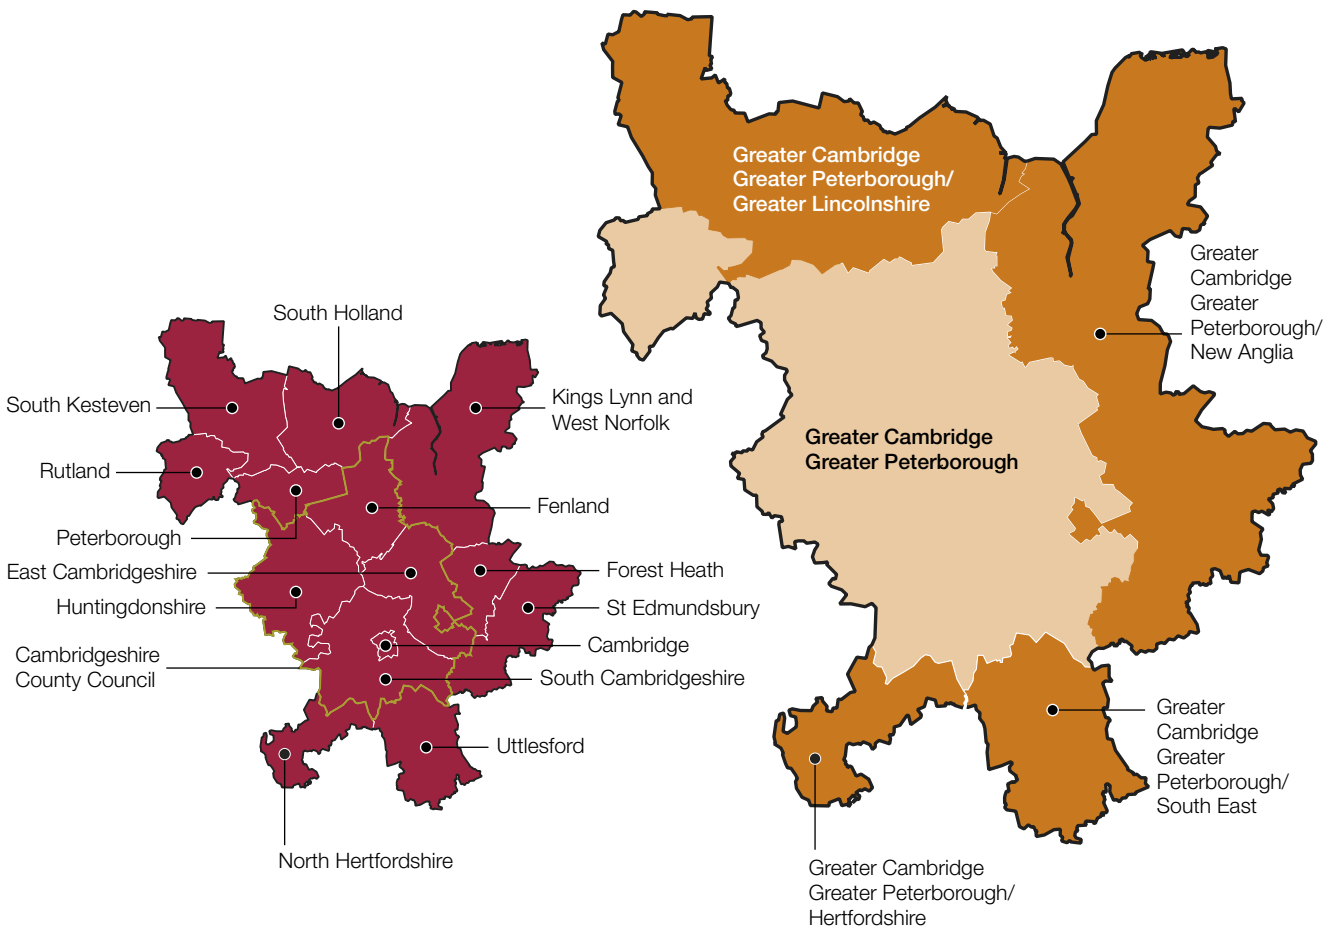 South Holland
South Kesteven
Kings Lynn and
West Norfolk
Rutland
Fenland
Peterborough
East Cambridgeshire
Forest Heath
Huntingdonshire
St Edmundsbury
Cambridge
Cambridgeshire
County Council
South Cambridgeshire
Uttlesford
North Hertfordshire
Greater Cambridge
Greater Peterborough/
Greater Lincolnshire
Greater
Cambridge
Greater
Peterborough/
New Anglia
Greater Cambridge
Greater Peterborough
Greater
Cambridge
Greater
Peterborough/
South East
Greater Cambridge
Greater Peterborough/
Hertfordshire